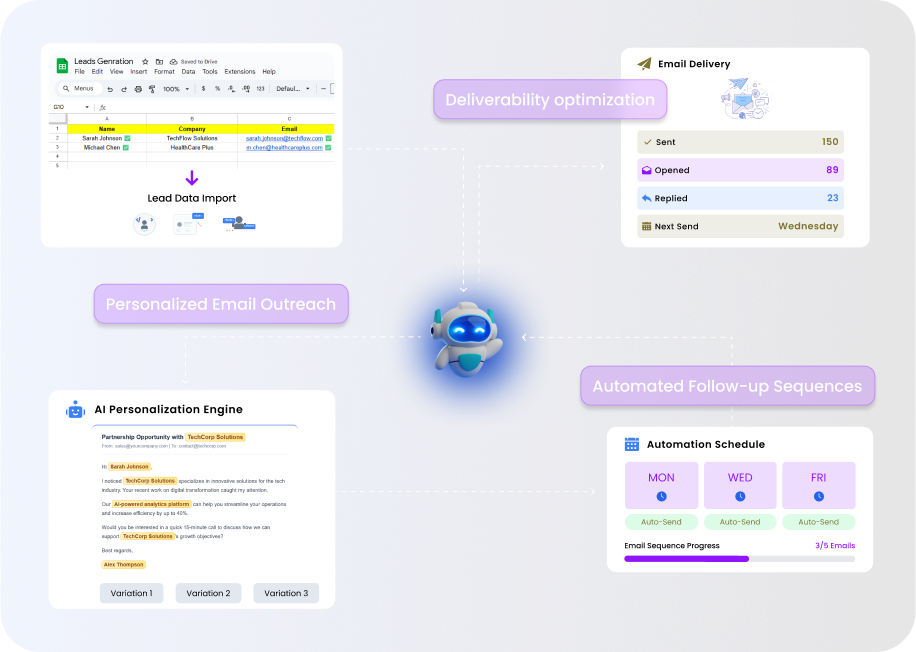 Leads Genration
Saved to Drive
File Edit View Insert Format Data Tools Extensions Help
Menus 100% $ % 123 Defaul...
G10 fx
A B C
1 Name Company Email
2 Sarah Johnson TechFlow Solutions sarah.johnson@techflow.com
3 Michael Chen HealthCare Plus m.chen@healthcareplus.com
4
5
Lead Data Import
Deliverability optimization
Email Delivery
Sent 150
Opened 89
Replied 23
Next Send Wednesday
Personalized Email Outreach
AI Personalization Engine
Partnership Opportunity with TechCorp Solutions
From: sales@yourcompany.com | To: contact@techcorp.com
Hi Sarah Johnson,
I noticed TechCorp Solutions specializes in innovative solutions for the tech
industry. Your recent work on digital transformation caught my attention.
Our AI-powered analytics platform can help you streamline your operations
and increase efficiency by up to 40%.
Would you be interested in a quick 15-minute call to discuss how we can
support TechCorp Solutions's growth objectives?
Best regards,
Alex Thompson
Variation 1 Variation 2 Variation 3
Automated Follow-up Sequences
Automation Schedule
MON WED FRI
Auto-Send Auto-Send Auto-Send
Email Sequence Progress 3/5 Emails